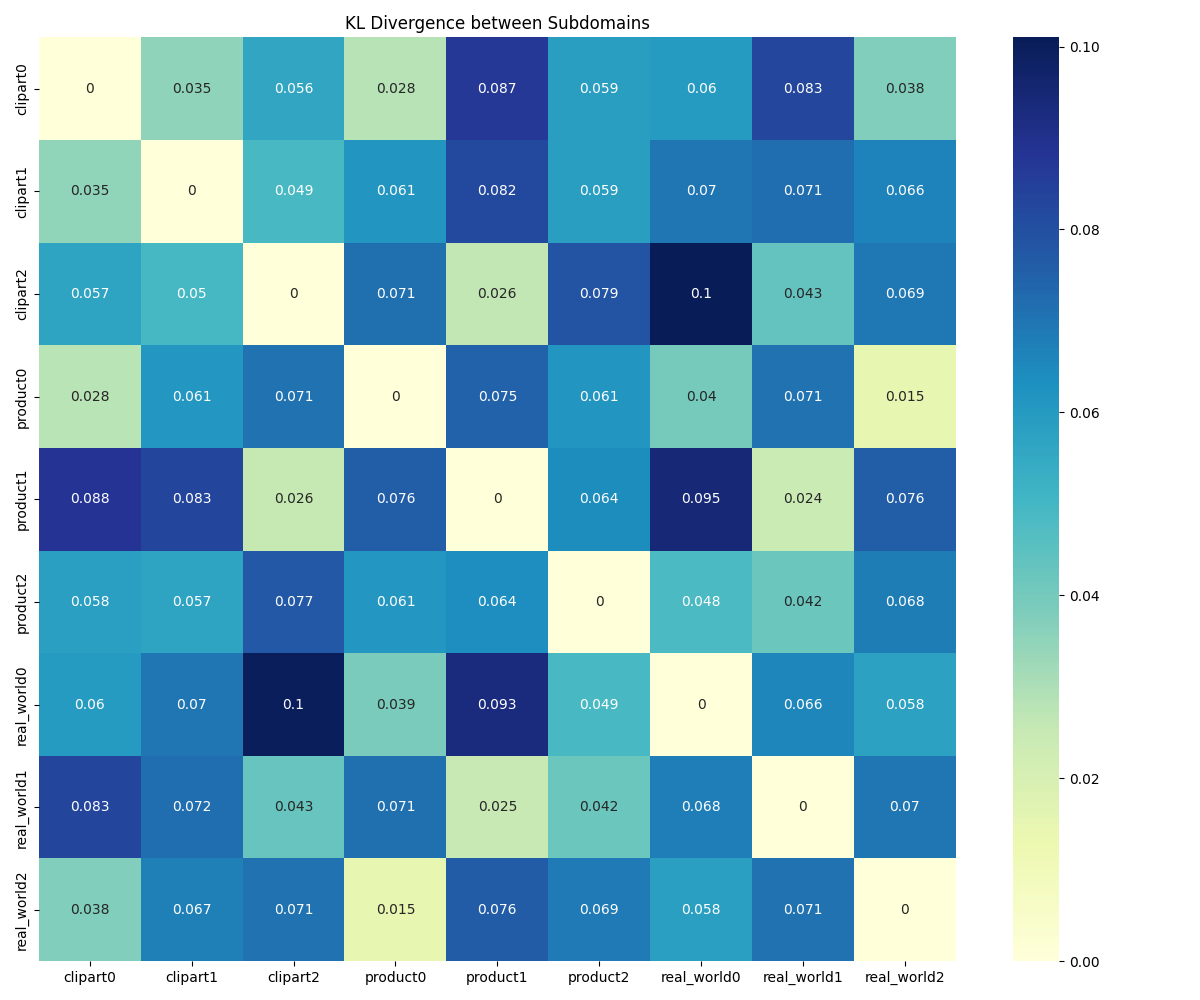 KL Divergence between Subdomains
clipart0 0 0.035 0.056 0.028 0.087 0.059 0.06 0.083 0.038
clipart1 0.035 0 0.049 0.061 0.082 0.059 0.07 0.071 0.066
clipart2 0.057 0.05 0 0.071 0.026 0.079 0.1 0.043 0.069
product0 0.028 0.061 0.071 0 0.075 0.061 0.04 0.071 0.015
product1 0.088 0.083 0.026 0.076 0 0.064 0.095 0.024 0.076
product2 0.058 0.057 0.077 0.061 0.064 0 0.048 0.042 0.068
real_world0 0.06 0.07 0.1 0.039 0.093 0.049 0 0.066 0.058
real_world1 0.083 0.072 0.043 0.071 0.025 0.042 0.068 0 0.07
real_world2 0.038 0.067 0.071 0.015 0.076 0.069 0.058 0.071 0
clipart0 clipart1 clipart2 product0 product1 product2 real_world0 real_world1 real_world2
0.10
0.08
0.06
0.04
0.02
0.00